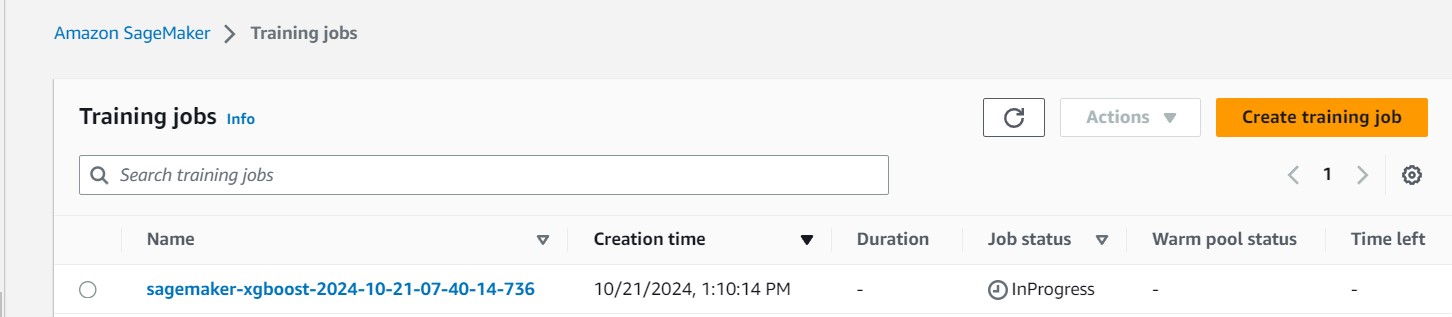 Amazon SageMaker > Training jobs
Training jobs Info
Actions Create training job
Search training jobs
1
Name Creation time Duration Job status Warm pool status Time left
sagemaker-xgboost-2024-10-21-07-40-14-736 10/21/2024, 1:10:14 PM - InProgress - -